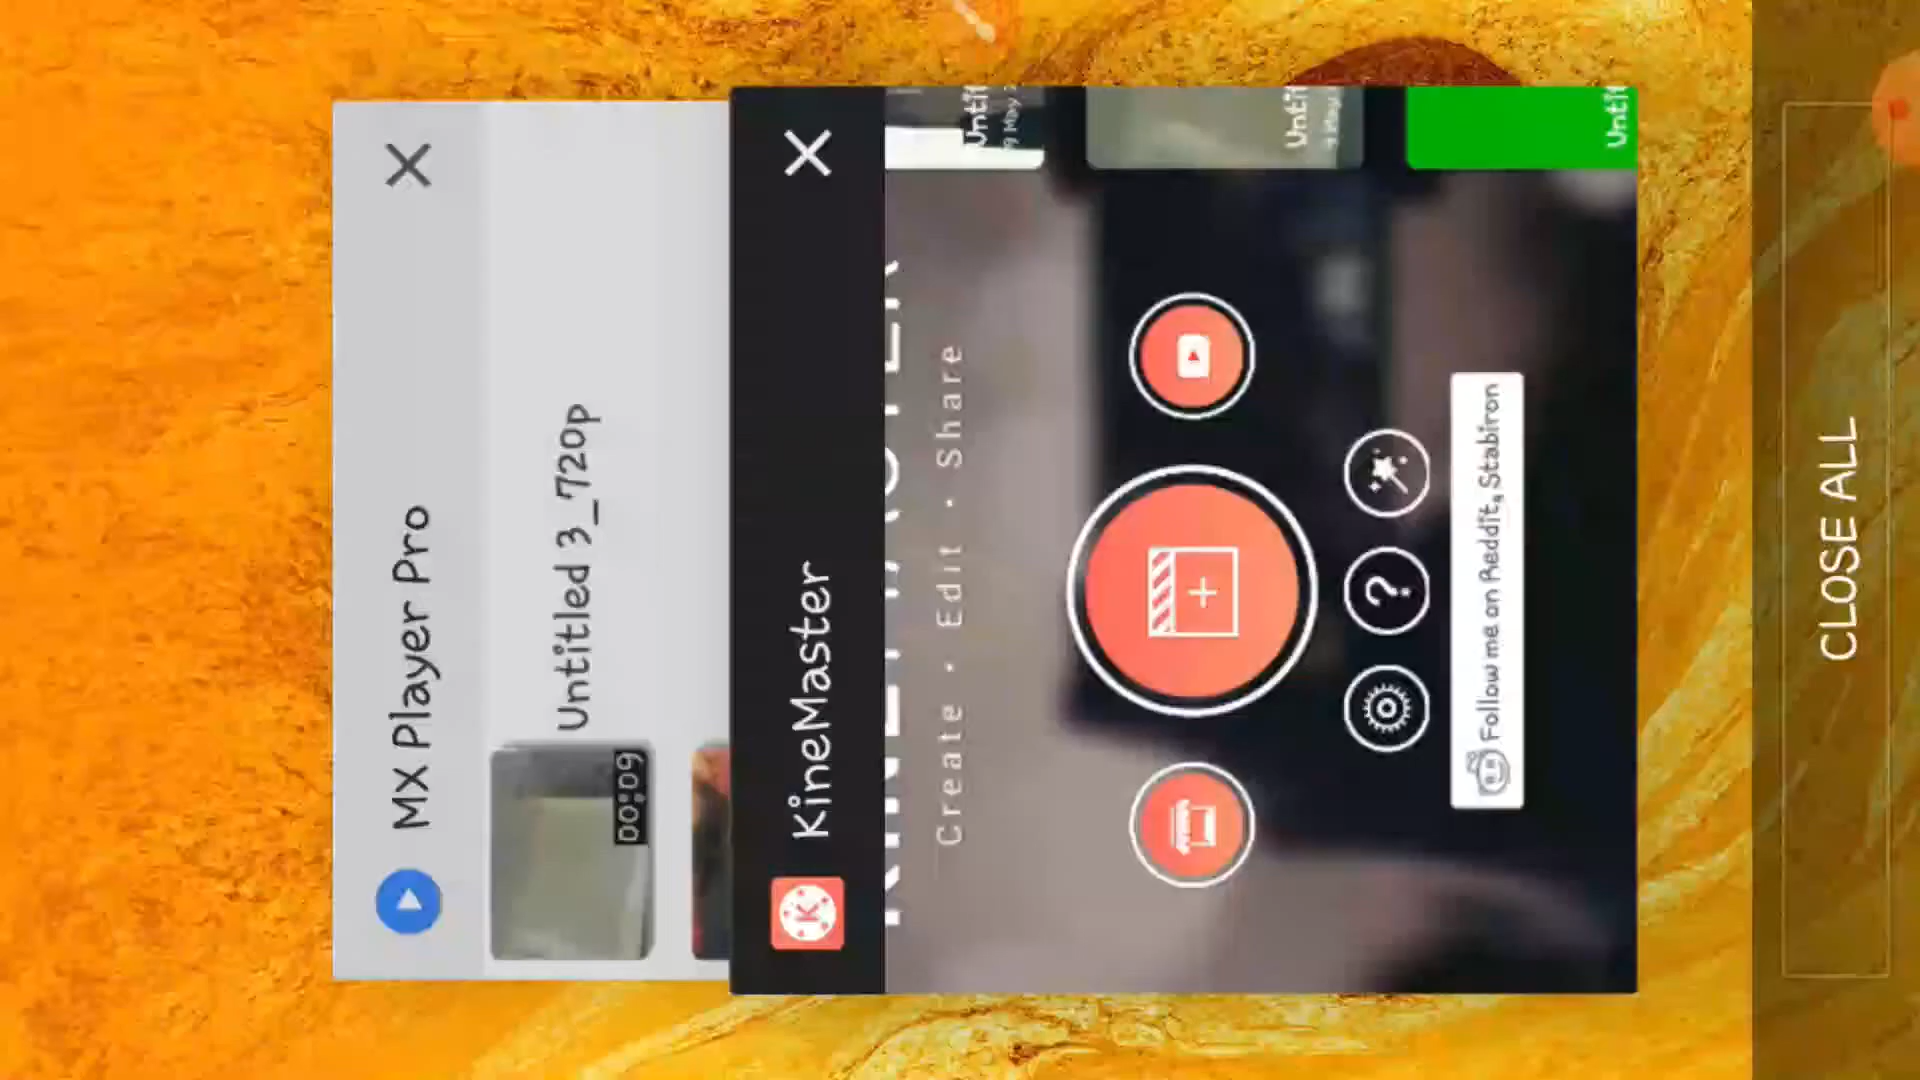 MX Player Pro
Untitled 3_720p
00:09
KineMaster
Create • Edit • Share
Follow me on Reddit, Stabiron
CLOSE ALL